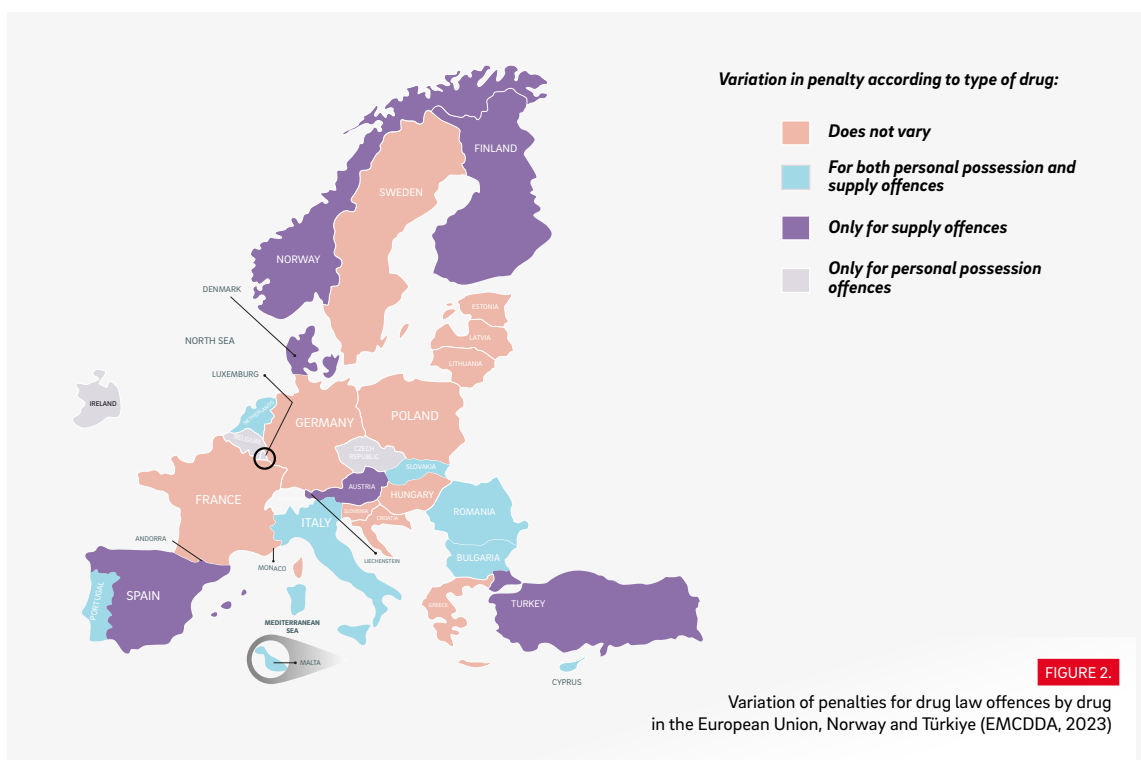 Variation in penalty according to type of drug:
Does not vary
For both personal possession and
supply offences
Only for supply offences
Only for personal possession
offences
FINLAND
SWEDEN
NORWAY
DENMARK
NORTH SEA
ESTONIA
LATVIA
LITHUANIA
LUXEMBURG
IRELAND
NETHERLANDS
BELGIUM
GERMANY
POLAND
CZECH
REPUBLIC
SLOVAKIA
AUSTRIA
HUNGARY
FRANCE
SLOVENIA
CROATIA
ITALY
ROMANIA
BULGARIA
ANDORRA
MONACO
LIECHENSTEIN
PORTUGAL
SPAIN
GREECE
TURKEY
MEDITERRANEAN
SEA
MALTA
CYPRUS
FIGURE 2.
Variation of penalties for drug law offences by drug
in the European Union, Norway and Türkiye (EMCDDA, 2023)